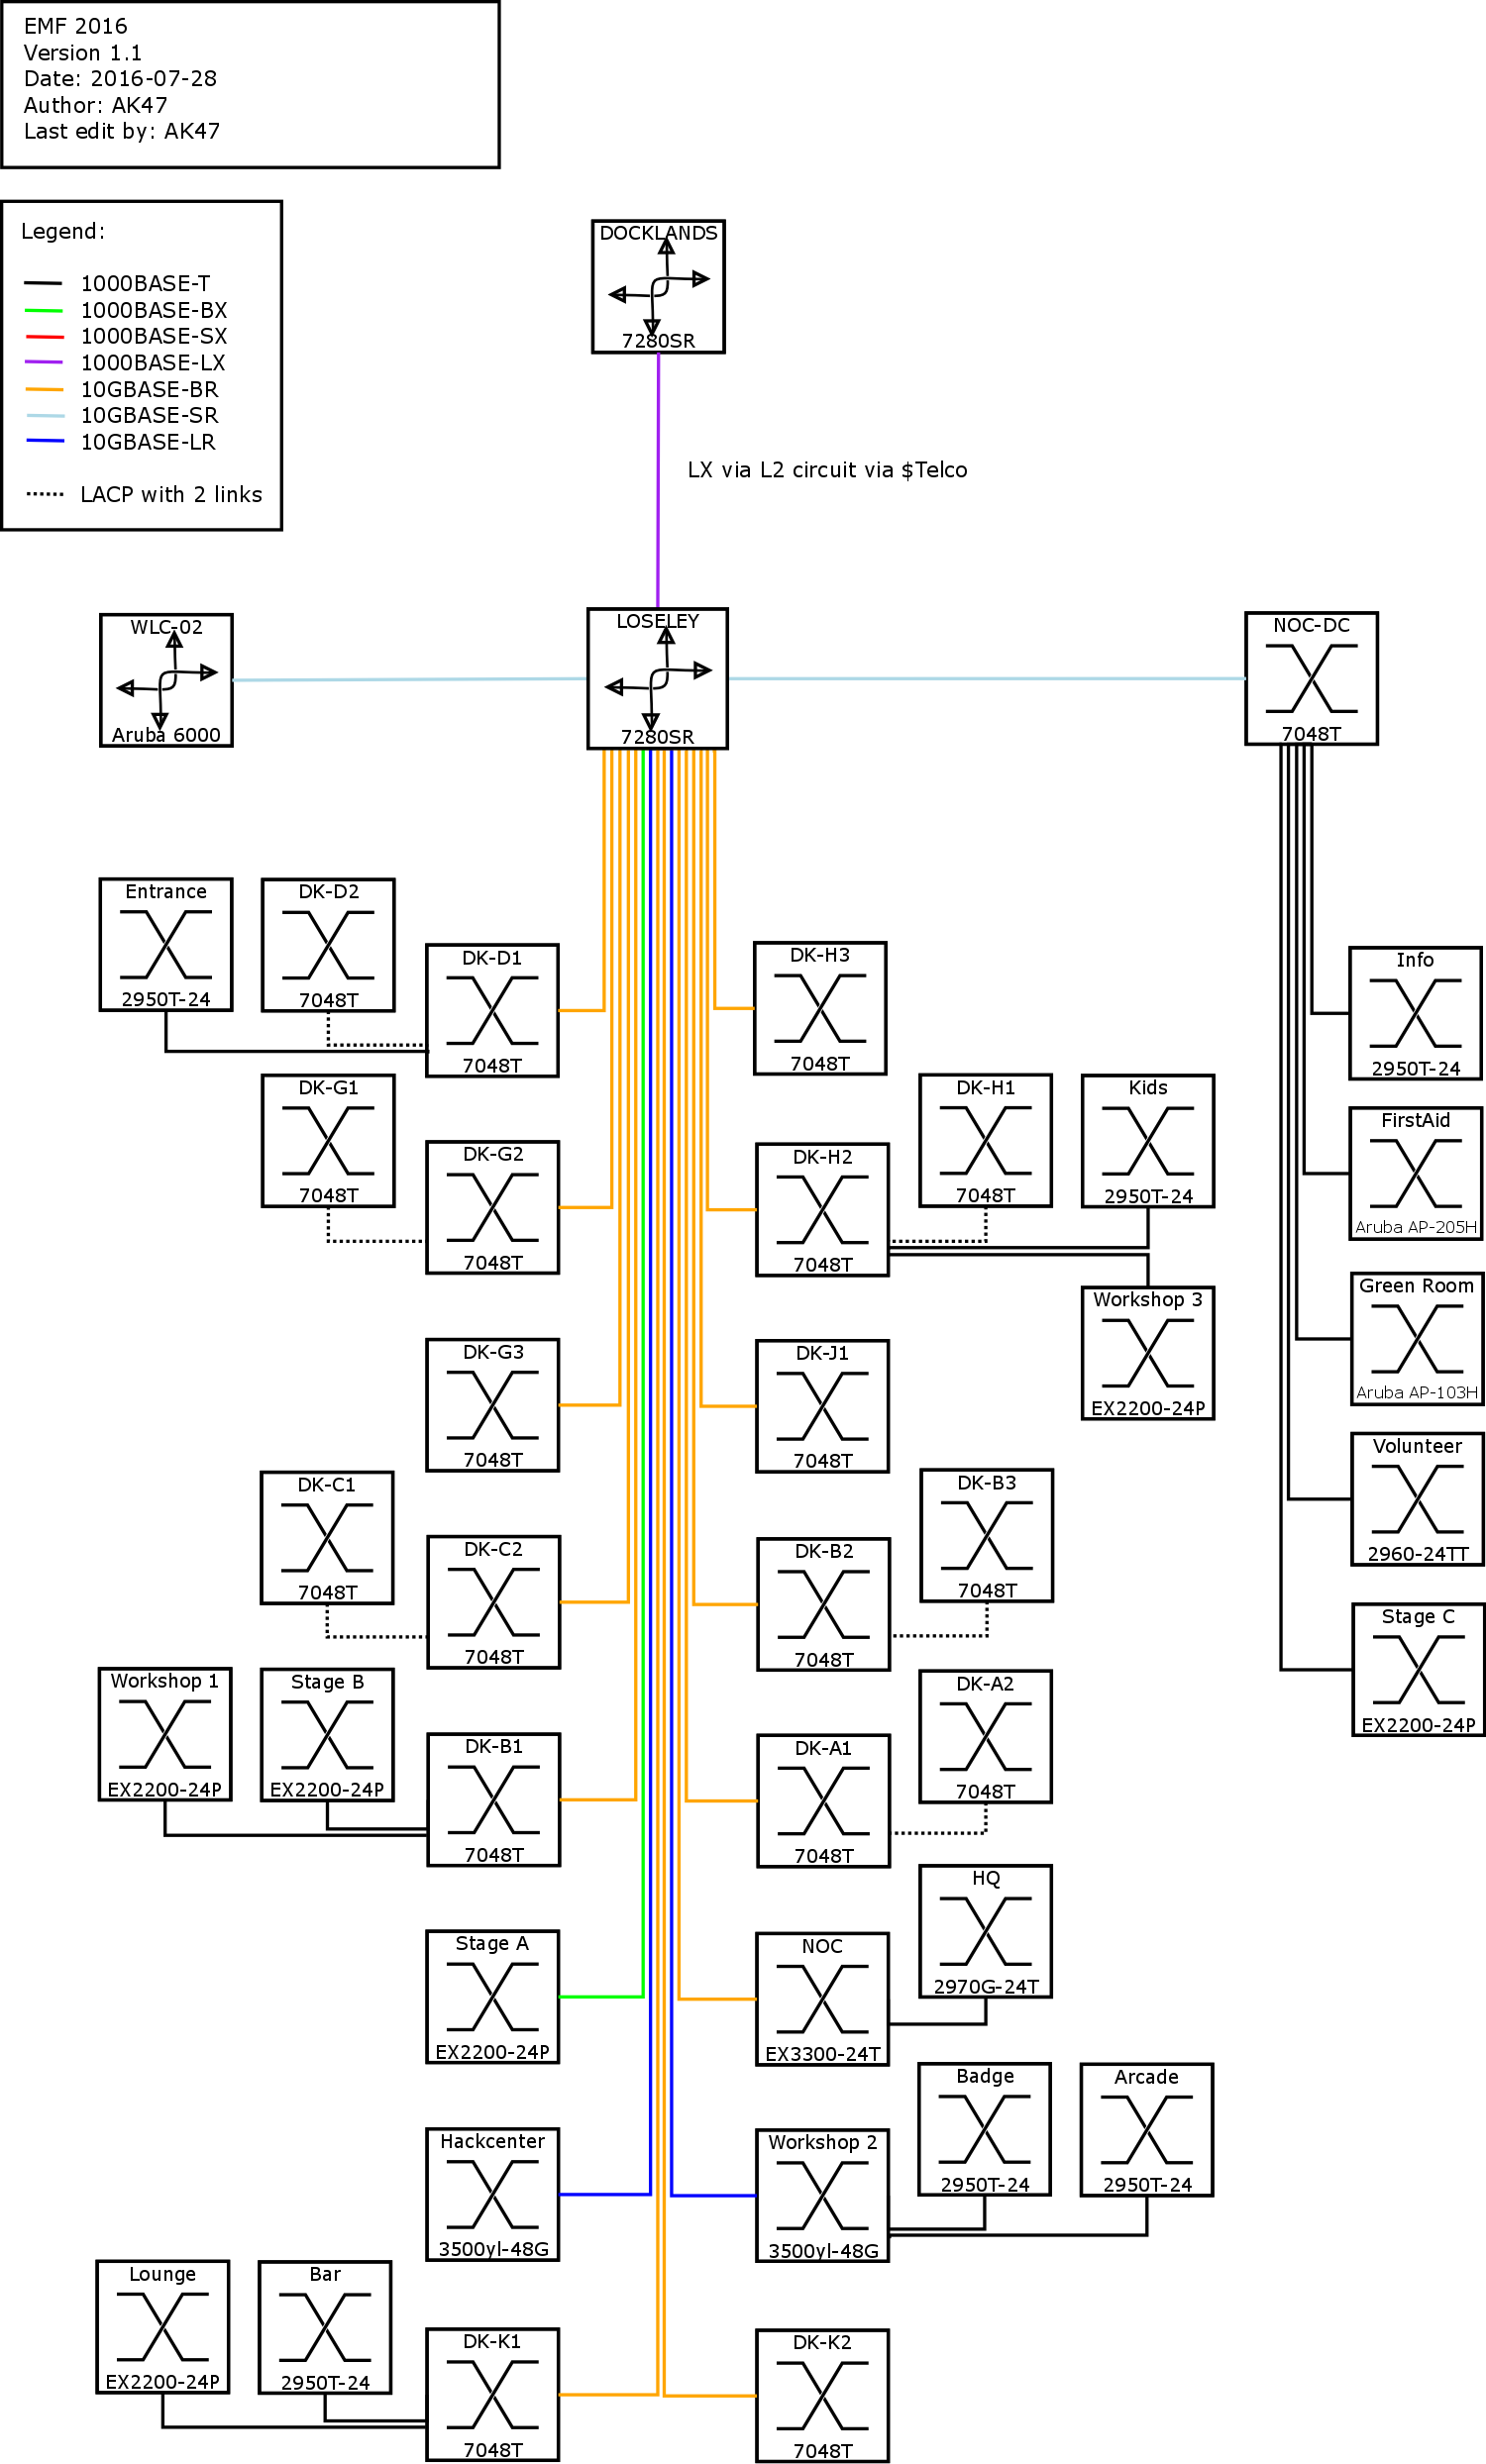 EMF 2016
Version 1.1
Date: 2016-07-28
Author: AK47
Last edit by: AK47
Legend:
1000BASE-T
1000BASE-BX
1000BASE-SX
1000BASE-LX
10GBASE-BR
10GBASE-SR
10GBASE-LR
LACP with 2 links
DOCKLANDS
7280SR
LX via L2 circuit via $Telco
WLC-02
Aruba 6000
LOSELEY
7280SR
NOC-DC
7048T
Entrance
2950T-24
DK-D2
7048T
DK-D1
7048T
DK-H3
7048T
Info
2950T-24
DK-G1
7048T
DK-G2
7048T
DK-H2
7048T
DK-H1
7048T
Kids
2950T-24
FirstAid
Aruba AP-205H
Workshop 3
EX2200-24P
Green Room
Aruba AP-103H
DK-G3
7048T
DK-J1
7048T
Volunteer
2960-24TT
DK-C1
7048T
DK-C2
7048T
DK-B2
7048T
DK-B3
7048T
Stage C
EX2200-24P
Workshop 1
EX2200-24P
Stage B
EX2200-24P
DK-B1
7048T
DK-A1
7048T
DK-A2
7048T
Stage A
EX2200-24P
NOC
EX3300-24T
HQ
2970G-24T
Hackcenter
3500yl-48G
Workshop 2
3500yl-48G
Badge
2950T-24
Arcade
2950T-24
Lounge
EX2200-24P
Bar
2950T-24
DK-K1
7048T
DK-K2
7048T